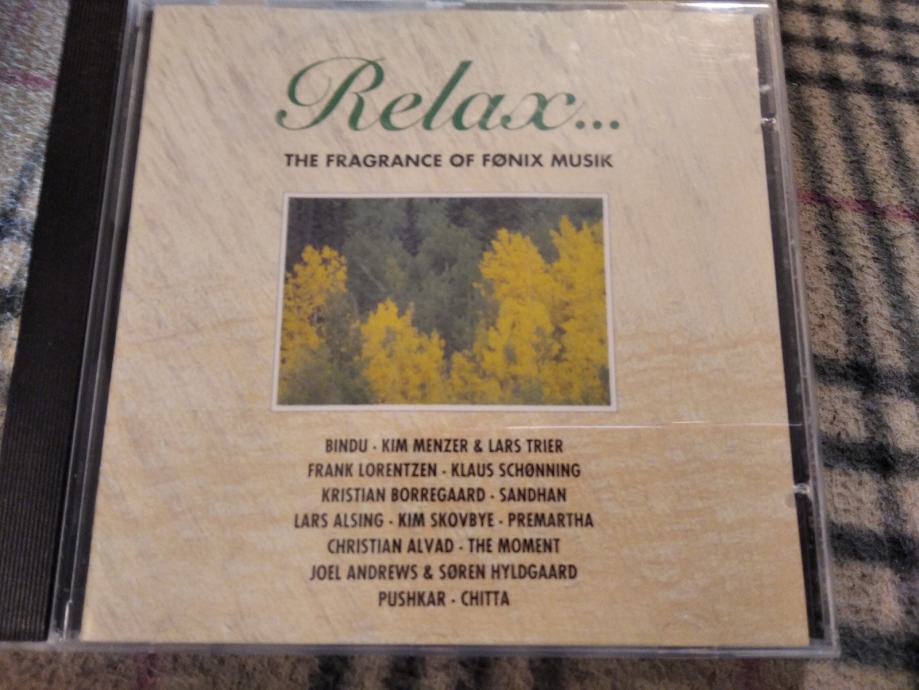 Relax...
THE FRAGRANCE OF FØNIX MUSIK
BINDU - KIM MENZER & LARS TRIER
FRANK LORENTZEN - KLAUS SCHØNNING
KRISTIAN BORREGAARD - SANDHAN
LARS ALSING - KIM SKOVBYE - PREMARTHA
CHRISTIAN ALVAD - THE MOMENT
JOEL ANDREWS & SØREN HYLDGAARD
PUSHKAR - CHITTA